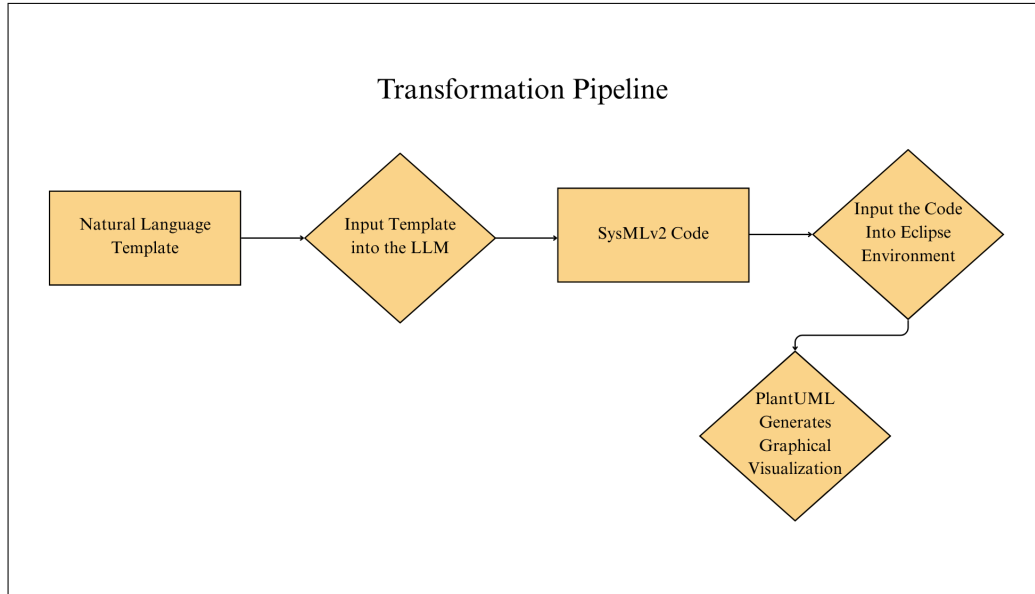 Transformation Pipeline
Natural Language
Template
Input Template
into the LLM
SysMLv2 Code
Input the Code
Into Eclipse
Environment
PlantUML
Generates
Graphical
Visualization